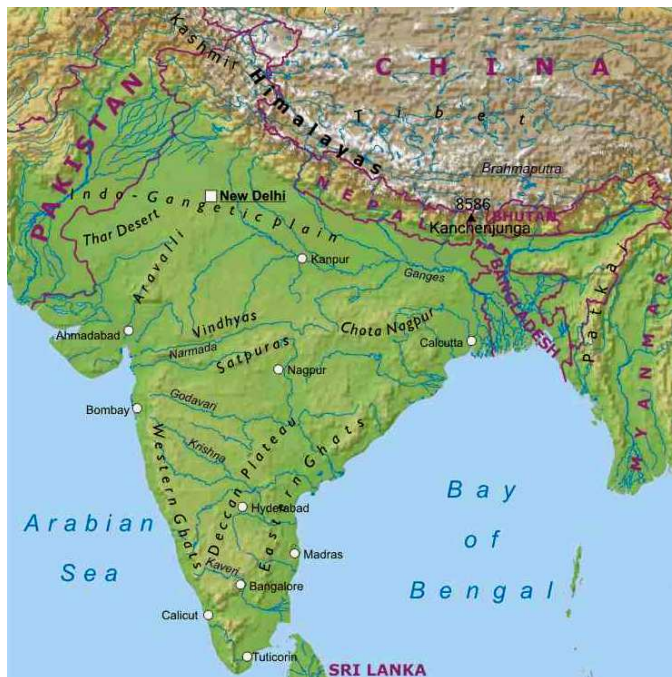 Kashmir
CHINA
Himalayas
Tibet
PAKISTAN
Brahmaputra
New Delhi
NEPAL
8586
BHUTAN
Kanchenjunga
Indo-Gangetic plain
Thar Desert
Kanpur
Ganges
BANGLADESH
Patikai
MYANMA
Aravalli
Vindhyas
Chota Nagpur
Ahmadabad
Narmada
Satpuras
Calcutta
Nagpur
Bombay
Godavari
Western Ghats
Krishna
Deccan Plateau
Eastern Ghats
Hyderabad
Arabian
Sea
Bay
of
Bengal
Madras
Kaveri
Bangalore
Calicut
Tuticorin
SRI LANKA